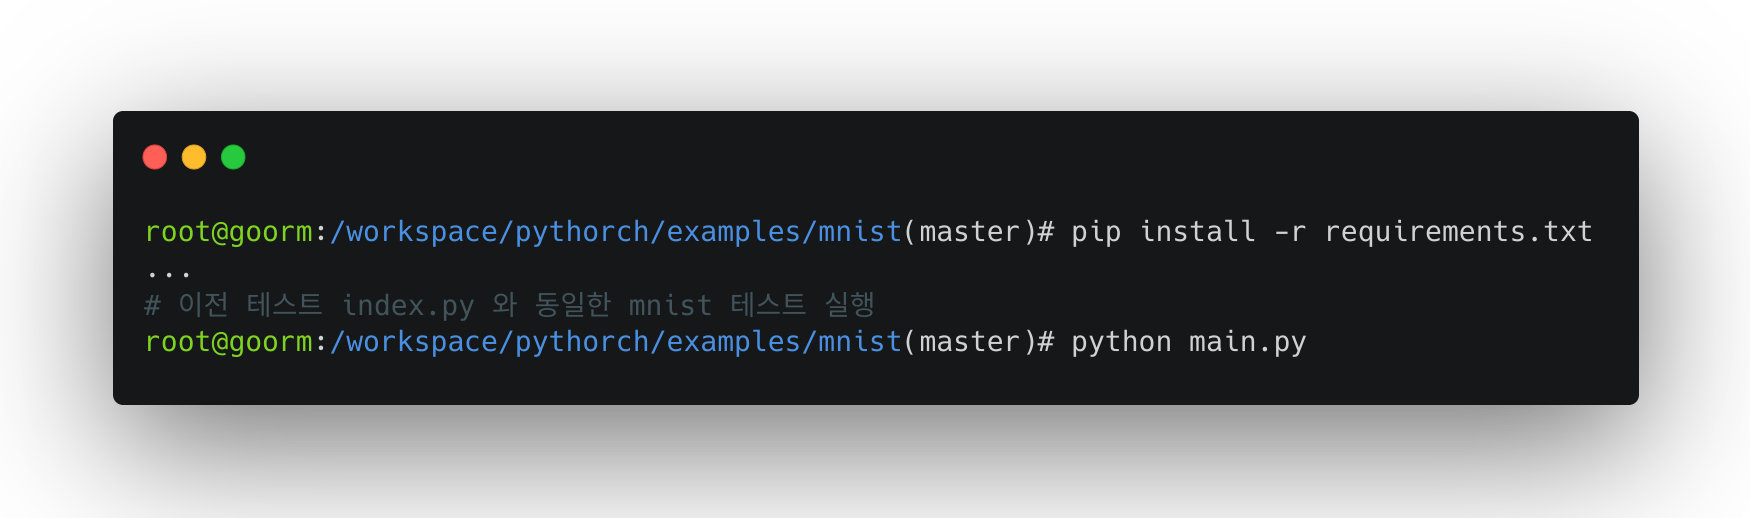 root@goorm:/workspace/pythorch/examples/mnist(master)# pip install -r requirements.txt
...
# 이전 테스트 index.py 와 동일한 mnist 테스트 실행
root@goorm:/workspace/pythorch/examples/mnist(master)# python main.py